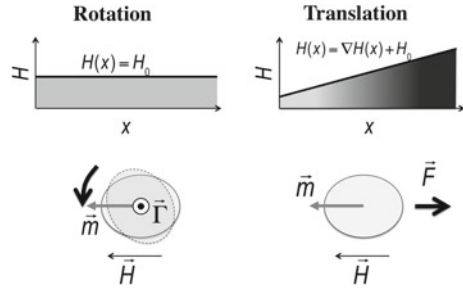 Rotation
Translation
H
H(x) = H₀
x
H
H(x) = ∇H(x) + H₀
x
m⃗
Γ⃗
H⃗
m⃗
F⃗
H⃗